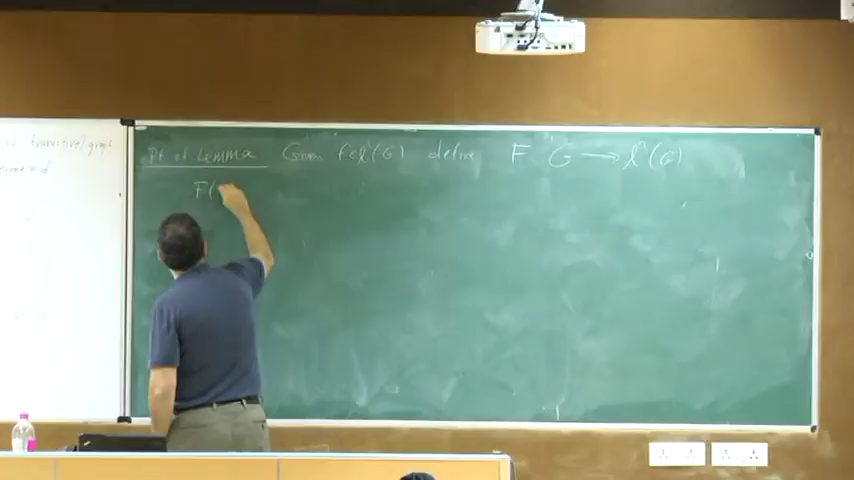 transitive) graph
= d
Pf of Lemma Given f ∈ l²(G) define F G → l²(G)
F(